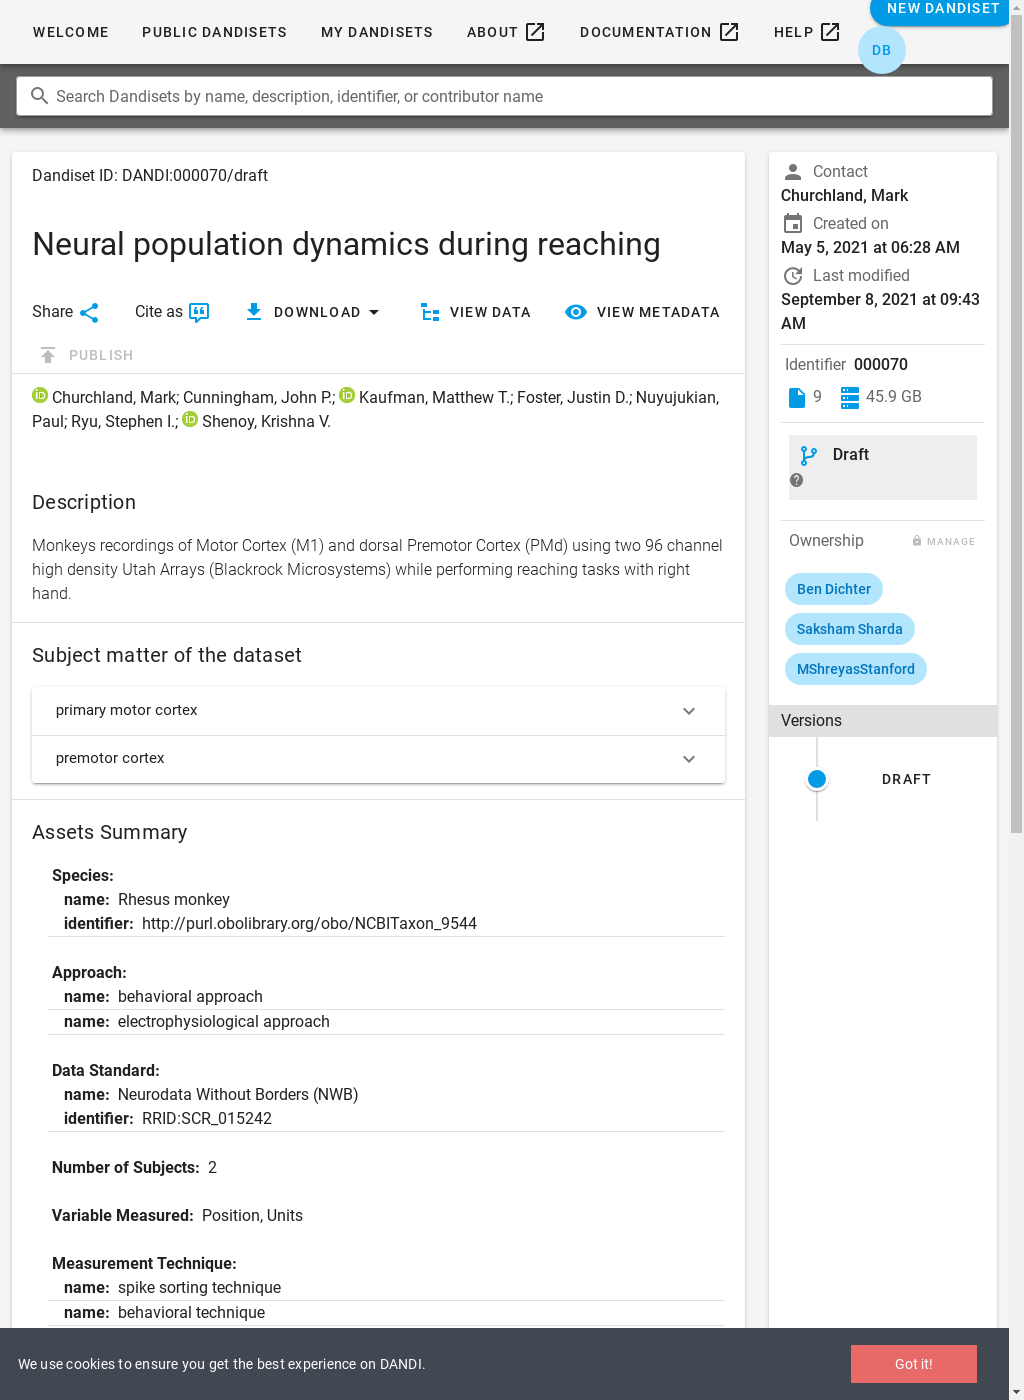 WELCOME PUBLIC DANDISETS MY DANDISETS ABOUT DOCUMENTATION HELP NEW DANDISET
DB
Search Dandisets by name, description, identifier, or contributor name
Dandiset ID: DANDI:000070/draft
Neural population dynamics during reaching
Share Cite as DOWNLOAD VIEW DATA VIEW METADATA
PUBLISH
Churchland, Mark; Cunningham, John P.; Kaufman, Matthew T.; Foster, Justin D.; Nuyujukian,
Paul; Ryu, Stephen I.; Shenoy, Krishna V.
Description
Monkeys recordings of Motor Cortex (M1) and dorsal Premotor Cortex (PMd) using two 96 channel
high density Utah Arrays (Blackrock Microsystems) while performing reaching tasks with right
hand.
Subject matter of the dataset
primary motor cortex
premotor cortex
Assets Summary
Species:
name: Rhesus monkey
identifier: http://purl.obolibrary.org/obo/NCBITaxon_9544
Approach:
name: behavioral approach
name: electrophysiological approach
Data Standard:
name: Neurodata Without Borders (NWB)
identifier: RRID:SCR_015242
Number of Subjects: 2
Variable Measured: Position, Units
Measurement Technique:
name: spike sorting technique
name: behavioral technique
Contact
Churchland, Mark
Created on
May 5, 2021 at 06:28 AM
Last modified
September 8, 2021 at 09:43
AM
Identifier 000070
9 45.9 GB
Draft
Ownership MANAGE
Ben Dichter
Saksham Sharda
MShreyasStanford
Versions
DRAFT
We use cookies to ensure you get the best experience on DANDI.
Got it!